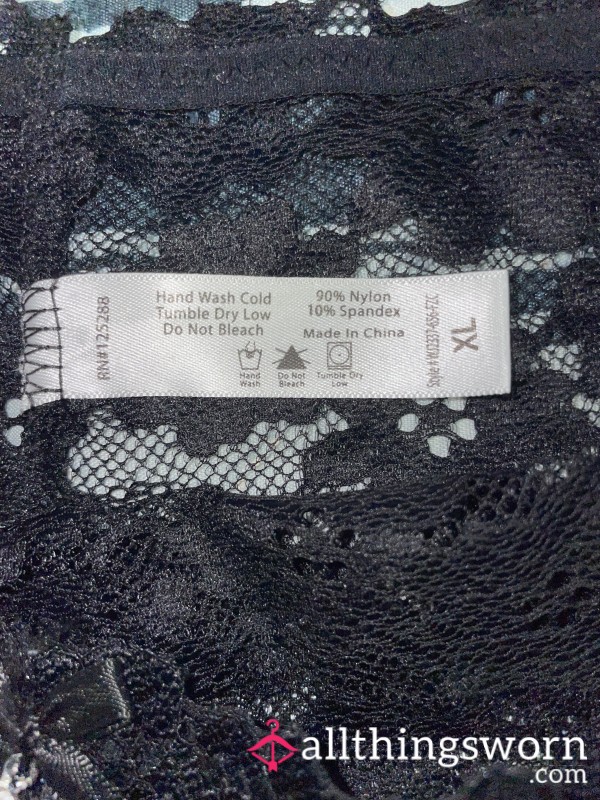 RN#125288
Hand Wash Cold
Tumble Dry Low
Do Not Bleach
90% Nylon
10% Spandex
Made In China
Hand
Wash
Do Not
Bleach
Tumble Dry
Low
XL
allthingsworn
.com